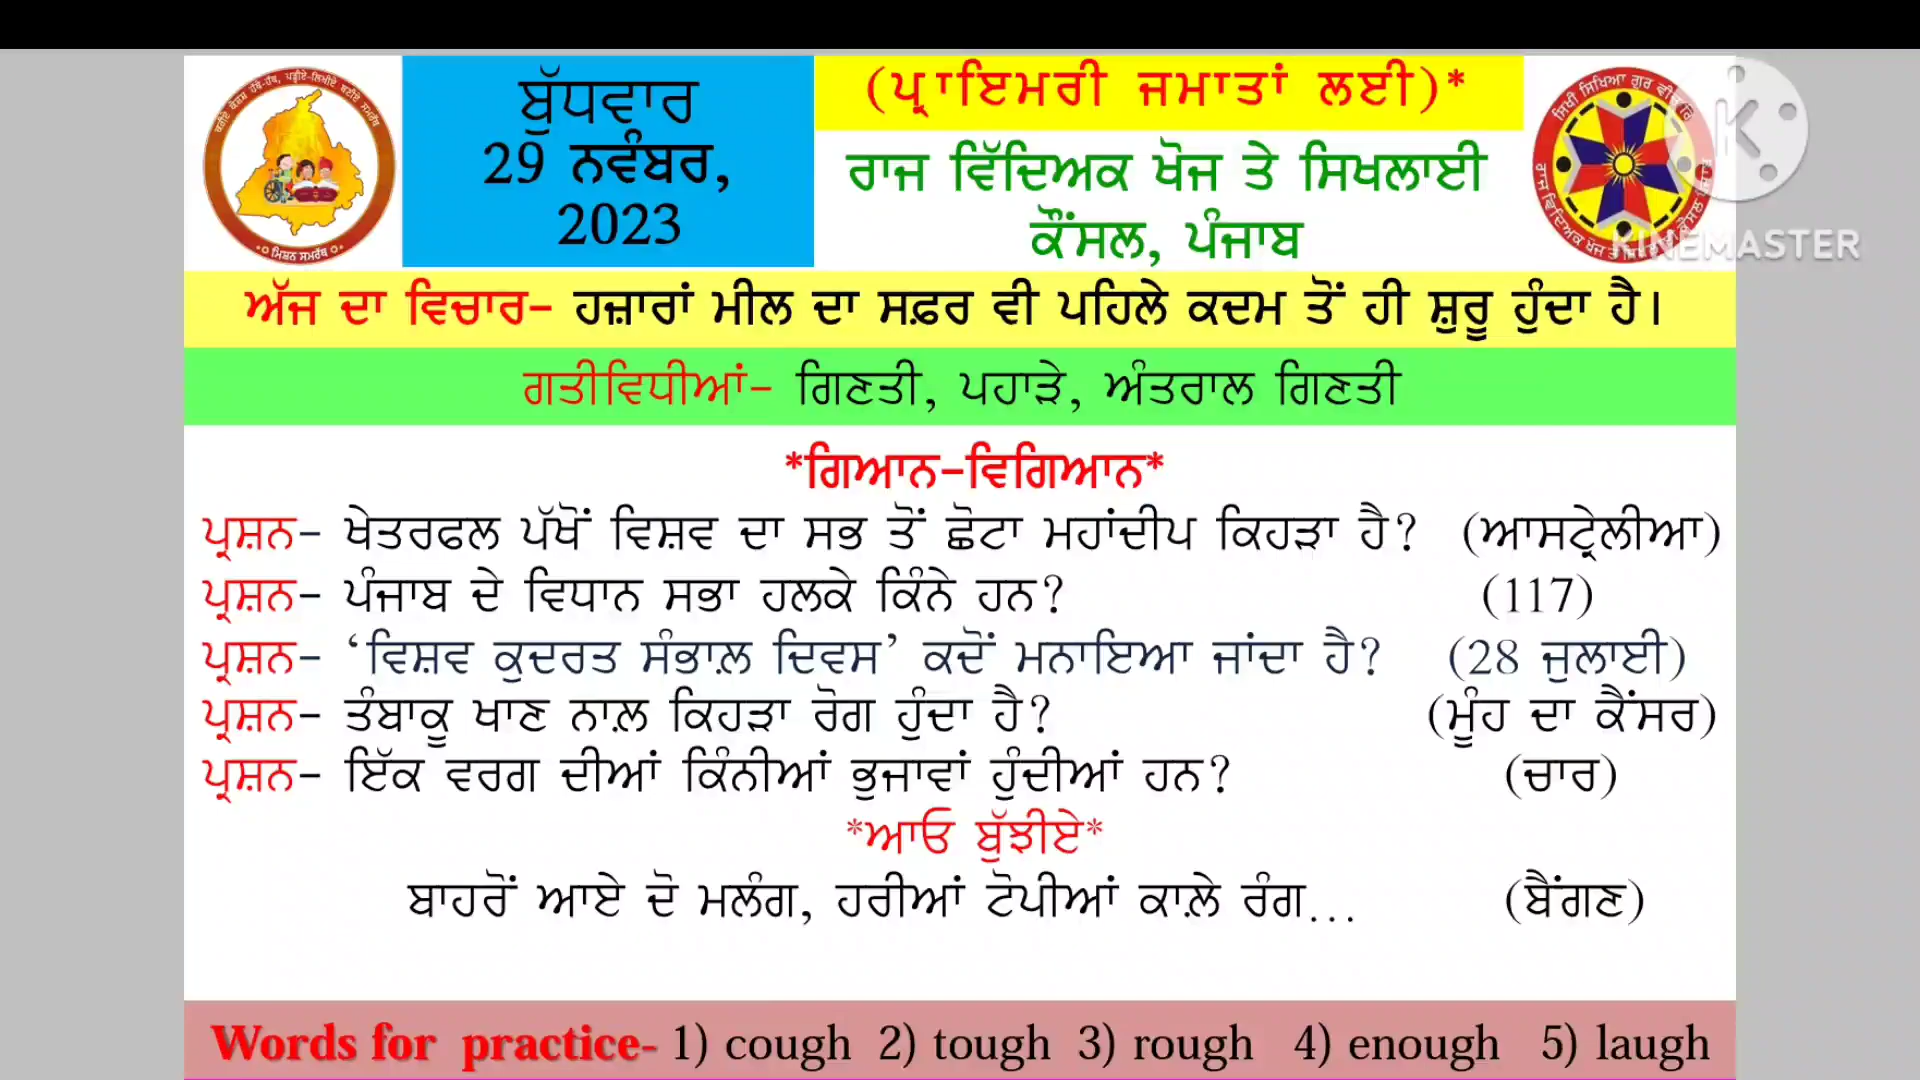 ਬੁੱਧਵਾਰ
29 ਨਵੰਬਰ,
2023
(ਪ੍ਰਾਇਮਰੀ ਜਮਾਤਾਂ ਲਈ)*
ਰਾਜ ਵਿੱਦਿਅਕ ਖੋਜ ਤੇ ਸਿਖਲਾਈ
ਕੌਂਸਲ, ਪੰਜਾਬ
ਮਿਸ਼ਨ ਸਮਰੱਥ
KINEMASTER
ਅੱਜ ਦਾ ਵਿਚਾਰ- ਹਜ਼ਾਰਾਂ ਮੀਲ ਦਾ ਸਫ਼ਰ ਵੀ ਪਹਿਲੇ ਕਦਮ ਤੋਂ ਹੀ ਸ਼ੁਰੂ ਹੁੰਦਾ ਹੈ।
ਗਤੀਵਿਧੀਆਂ- ਗਿਣਤੀ, ਪਹਾੜੇ, ਅੰਤਰਾਲ ਗਿਣਤੀ
*ਗਿਆਨ-ਵਿਗਿਆਨ*
ਪ੍ਰਸ਼ਨ- ਖੇਤਰਫਲ ਪੱਖੋਂ ਵਿਸ਼ਵ ਦਾ ਸਭ ਤੋਂ ਛੋਟਾ ਮਹਾਂਦੀਪ ਕਿਹੜਾ ਹੈ? (ਆਸਟ੍ਰੇਲੀਆ)
ਪ੍ਰਸ਼ਨ- ਪੰਜਾਬ ਦੇ ਵਿਧਾਨ ਸਭਾ ਹਲਕੇ ਕਿੰਨੇ ਹਨ? (117)
ਪ੍ਰਸ਼ਨ- ‘ਵਿਸ਼ਵ ਕੁਦਰਤ ਸੰਭਾਲ਼ ਦਿਵਸ’ ਕਦੋਂ ਮਨਾਇਆ ਜਾਂਦਾ ਹੈ? (28 ਜੁਲਾਈ)
ਪ੍ਰਸ਼ਨ- ਤੰਬਾਕੂ ਖਾਣ ਨਾਲ਼ ਕਿਹੜਾ ਰੋਗ ਹੁੰਦਾ ਹੈ? (ਮੂੰਹ ਦਾ ਕੈਂਸਰ)
ਪ੍ਰਸ਼ਨ- ਇੱਕ ਵਰਗ ਦੀਆਂ ਕਿੰਨੀਆਂ ਭੁਜਾਵਾਂ ਹੁੰਦੀਆਂ ਹਨ? (ਚਾਰ)
*ਆਓ ਬੁੱਝੀਏ*
ਬਾਹਰੋਂ ਆਏ ਦੋ ਮਲੰਗ, ਹਰੀਆਂ ਟੋਪੀਆਂ ਕਾਲ਼ੇ ਰੰਗ... (ਬੈਂਗਣ)
Words for practice- 1) cough 2) tough 3) rough 4) enough 5) laugh